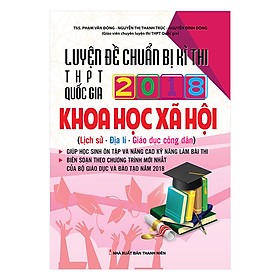 THS. PHẠM VĂN ĐÔNG - NGUYỄN THỊ THANH TRÚC - NGUYỄN ĐÌNH ĐÔNG
(Giáo viên chuyên luyện thi THPT Quốc gia)
LUYỆN ĐỀ CHUẨN BỊ KÌ THI
THPT
QUỐC GIA 2018
KHOA HỌC XÃ HỘI
(Lịch sử - Địa lí - Giáo dục công dân)
GIÚP HỌC SINH ÔN TẬP VÀ NÂNG CAO KỸ NĂNG LÀM BÀI THI
BIÊN SOẠN THEO CHƯƠNG TRÌNH MỚI NHẤT
CỦA BỘ GIÁO DỤC VÀ ĐÀO TẠO NĂM 2018
NHÀ XUẤT BẢN THANH NIÊN